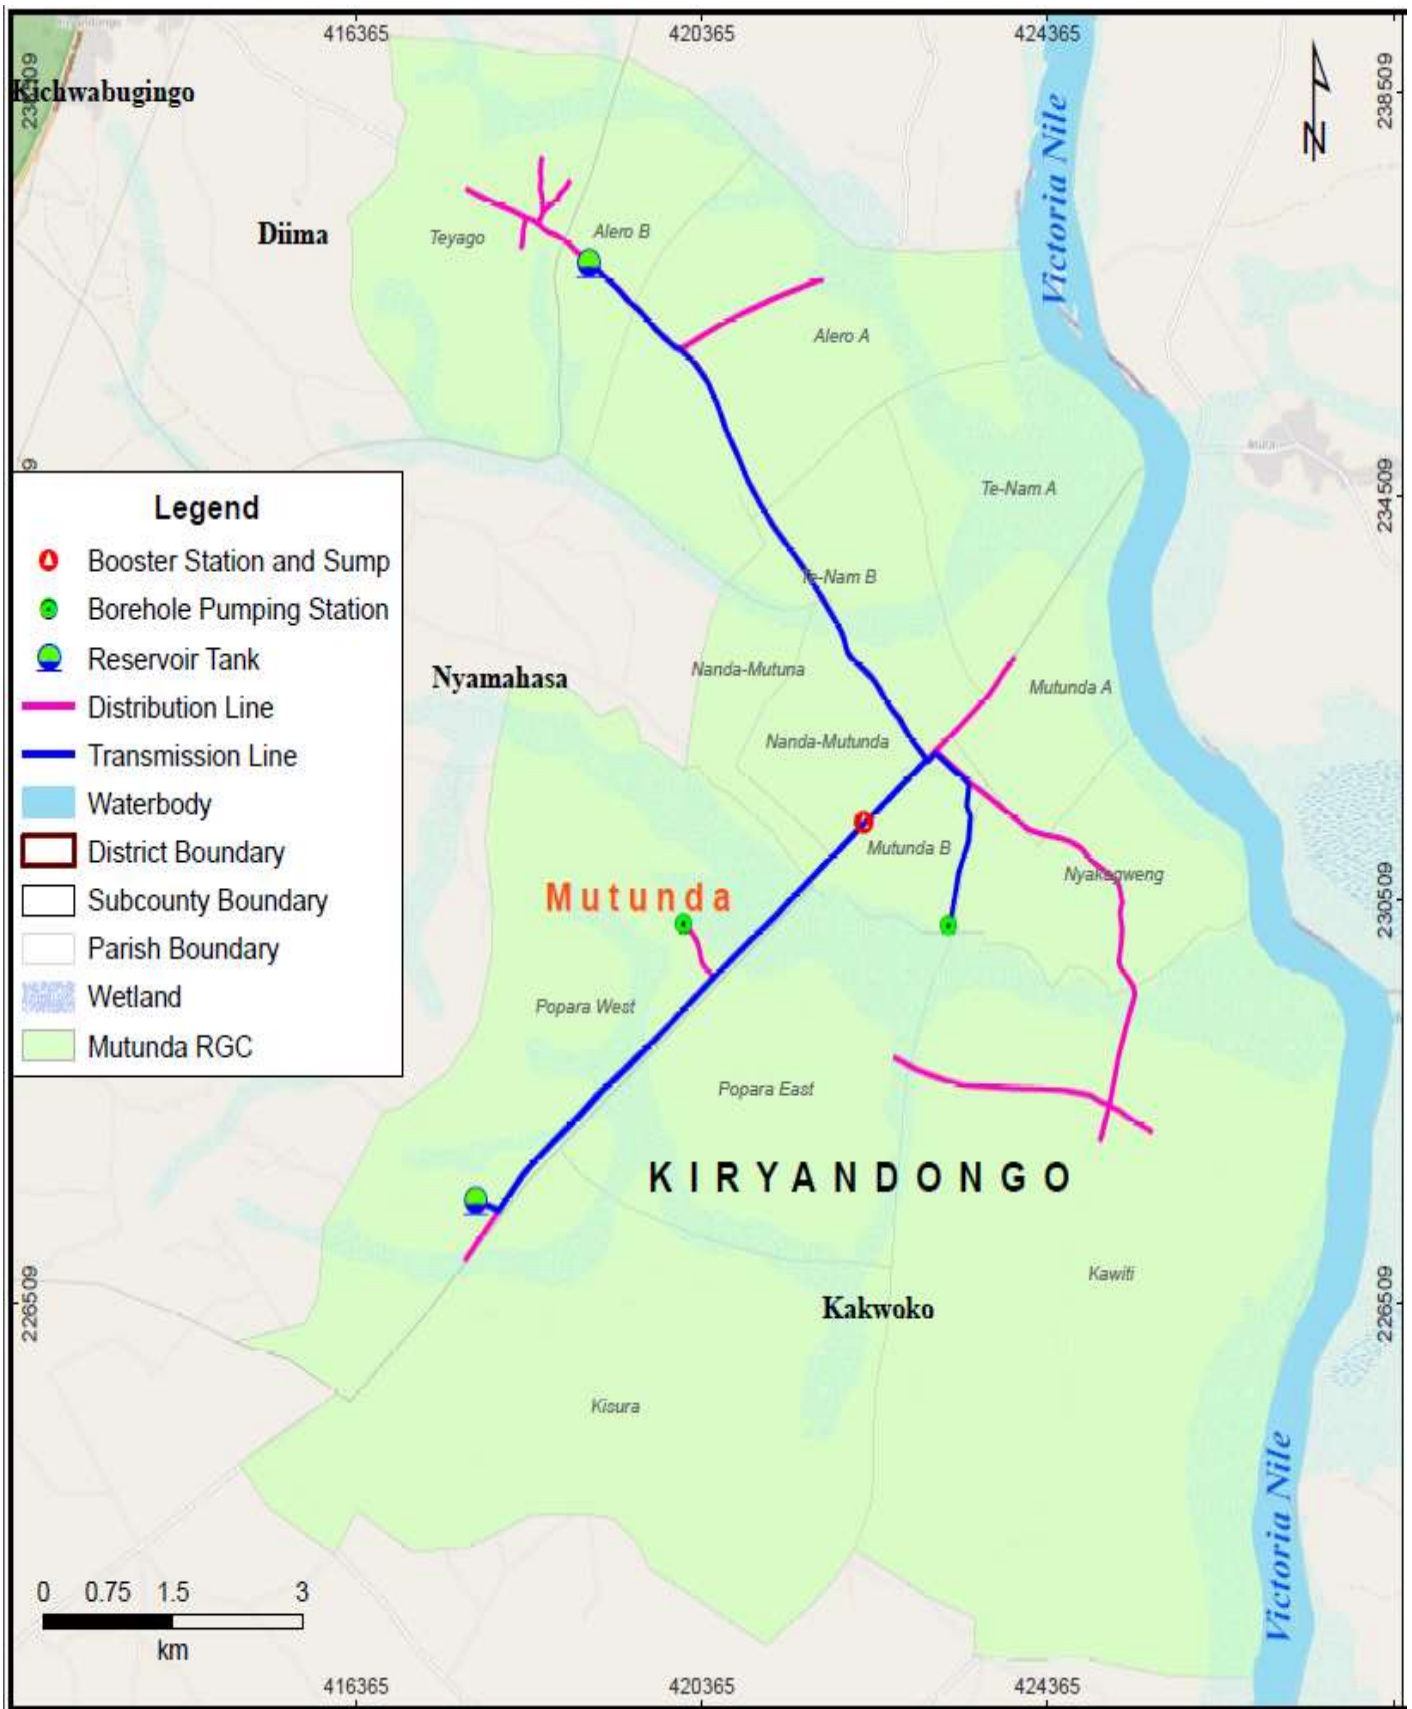 416365
420365
424365
238509
Kichwabugingo
238509
Victoria Nile
N
Diima
Teyago
Alero B
Alero A
234509
Te-Nam A
Te-Nam B
Legend
Booster Station and Sump
Borehole Pumping Station
Reservoir Tank
Distribution Line
Transmission Line
Waterbody
District Boundary
Subcounty Boundary
Parish Boundary
Wetland
Mutunda RGC
Nyamahasa
Nanda-Mutuna
Mutunda A
Nanda-Mutunda
Mutunda B
Nyakegweng
Mutunda
230509
Popara West
Popara East
KIRYANDONGO
Kawiti
226509
Kakwoko
226509
Kisura
Victoria Nile
0 0.75 1.5 3
km
416365
420365
424365